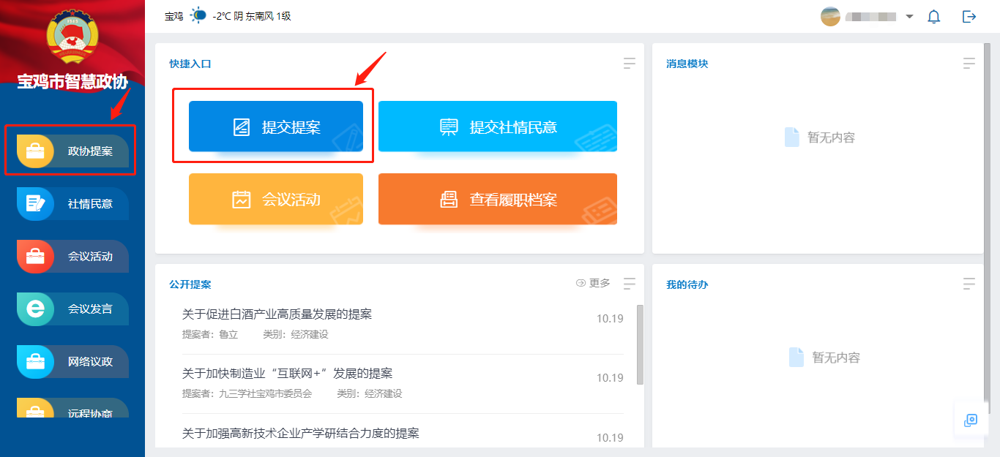 宝鸡 -2℃ 阴 东南风 1级
宝鸡市智慧政协
政协提案
社情民意
会议活动
会议发言
网络议政
远程协商
快捷入口
提交提案
提交社情民意
会议活动
查看履职档案
消息模块
暂无内容
公开提案
更多
关于促进白酒产业高质量发展的提案
10.19
提案者: 鲁立 类别: 经济建设
关于加快制造业“互联网+”发展的提案
10.19
提案者: 九三学社宝鸡市委员会 类别: 经济建设
关于加强高新技术企业产学研结合力度的提案
10.19
我的待办
暂无内容